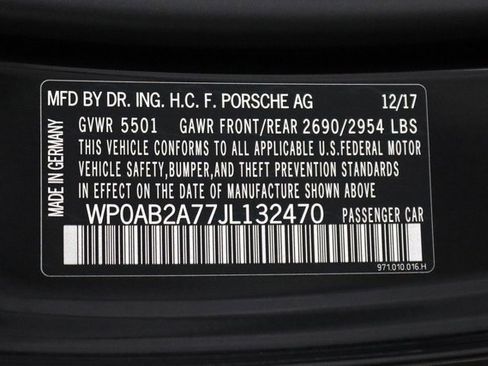 MFD BY DR. ING. H.C. F. PORSCHE AG 12/17
GVWR 5501 GAWR FRONT/REAR 2690/2954 LBS
THIS VEHICLE CONFORMS TO ALL APPLICABLE U.S.FEDERAL MOTOR
VEHICLE SAFETY,BUMPER,AND THEFT PREVENTION STANDARDS
IN EFFECT ON THE DATE OF MANUFACTURE SHOWN ABOVE
WP0AB2A77JL132470 PASSENGER CAR
971.010.016.H
MADE IN GERMANY